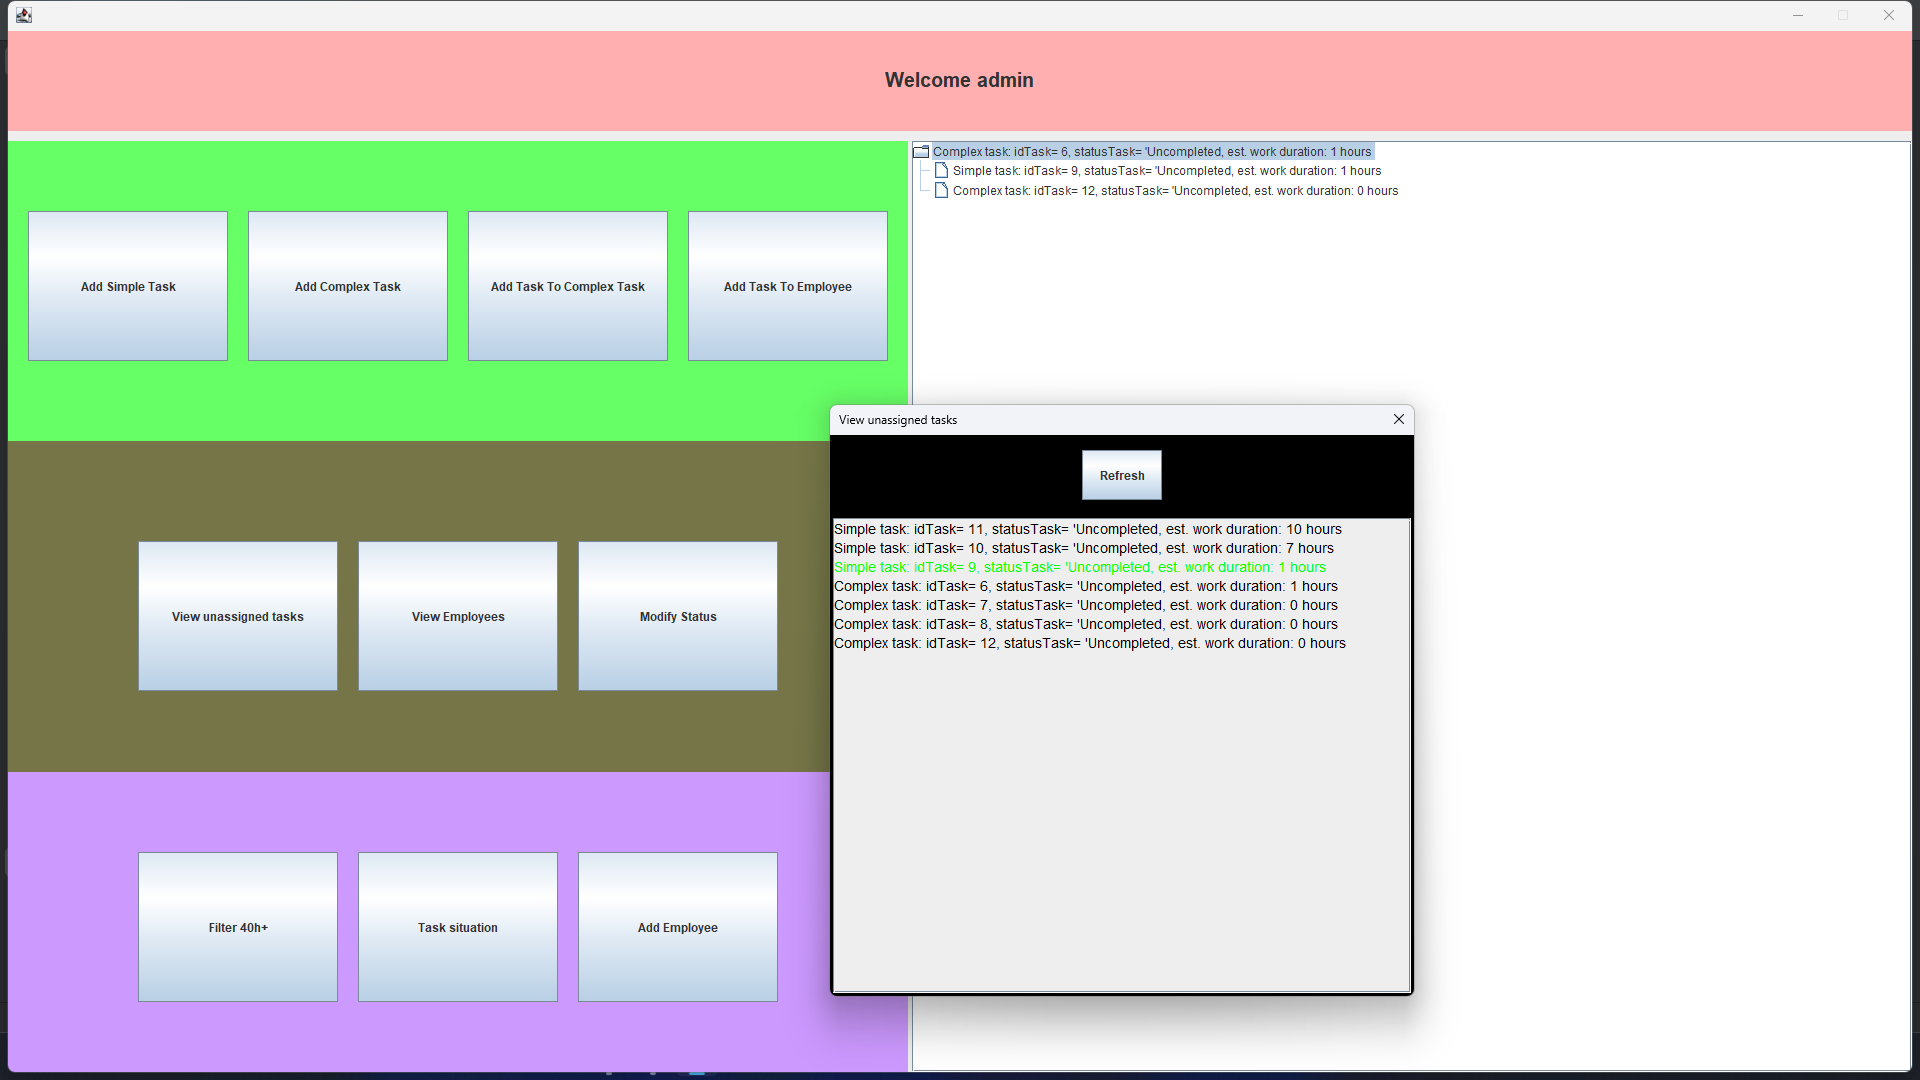 Welcome admin
Complex task: idTask= 6, statusTask= 'Uncompleted, est. work duration: 1 hours
Simple task: idTask= 9, statusTask= 'Uncompleted, est. work duration: 1 hours
Complex task: idTask= 12, statusTask= 'Uncompleted, est. work duration: 0 hours
Add Simple Task
Add Complex Task
Add Task To Complex Task
Add Task To Employee
View unassigned tasks
Refresh
Simple task: idTask= 11, statusTask= 'Uncompleted, est. work duration: 10 hours
Simple task: idTask= 10, statusTask= 'Uncompleted, est. work duration: 7 hours
Simple task: idTask= 9, statusTask= 'Uncompleted, est. work duration: 1 hours
Complex task: idTask= 6, statusTask= 'Uncompleted, est. work duration: 1 hours
Complex task: idTask= 7, statusTask= 'Uncompleted, est. work duration: 0 hours
Complex task: idTask= 8, statusTask= 'Uncompleted, est. work duration: 0 hours
Complex task: idTask= 12, statusTask= 'Uncompleted, est. work duration: 0 hours
View unassigned tasks
View Employees
Modify Status
Filter 40h+
Task situation
Add Employee